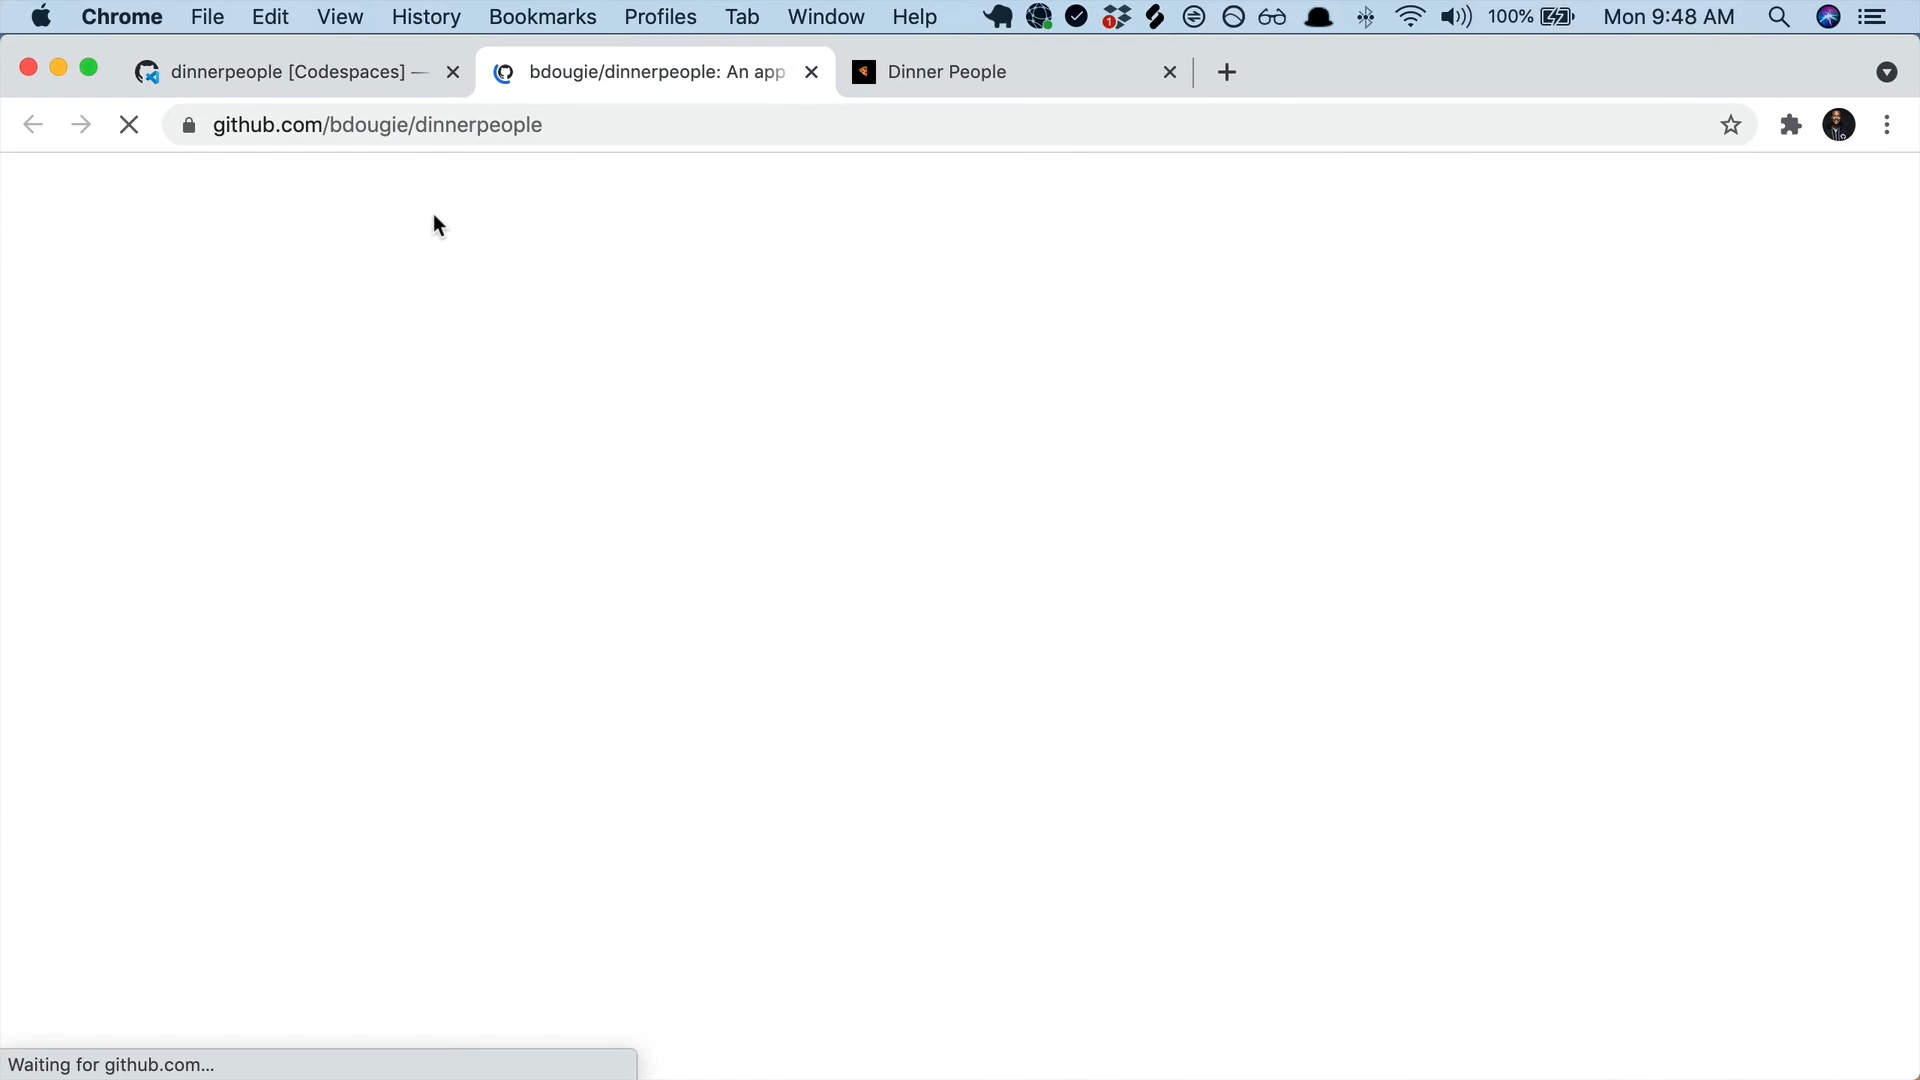 Chrome File Edit View History Bookmarks Profiles Tab Window Help 1 100% Mon 9:48 AM
dinnerpeople [Codespaces] — bdougie/dinnerpeople: An app Dinner People
github.com/bdougie/dinnerpeople
Waiting for github.com...